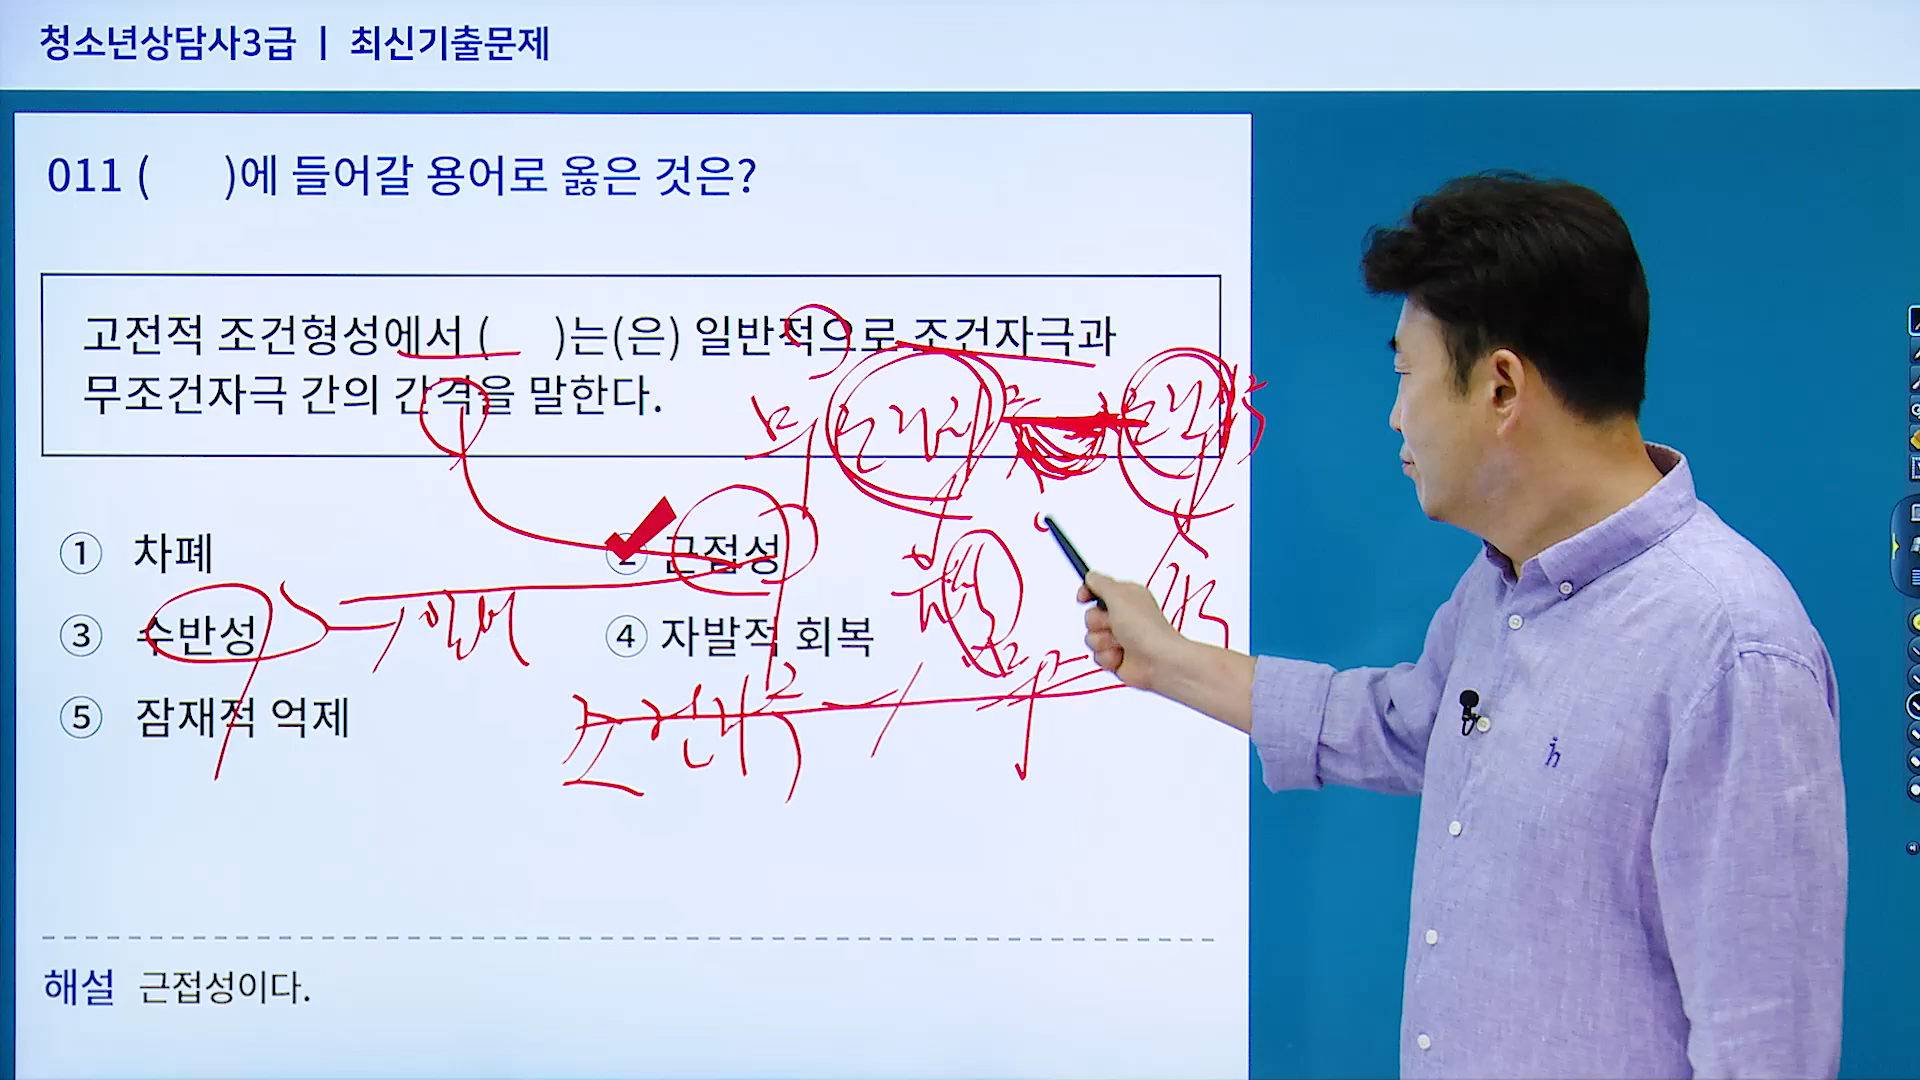 청소년상담사3급 | 최신기출문제
011 ( )에 들어갈 용어로 옳은 것은?
고전적 조건형성에서 ( )는(은) 일반적으로 조건자극과
무조건자극 간의 간격을 말한다.
① 차폐
② 근접성
③ 수반성
④ 자발적 회복
⑤ 잠재적 억제
조건자극
해설 근접성이다.